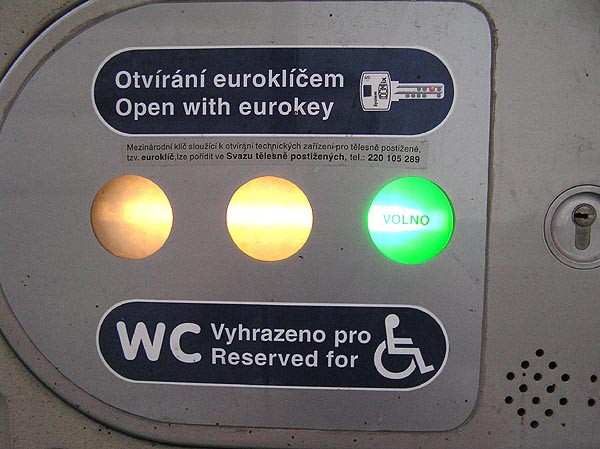 Otvírání euroklíčem
Open with eurokey
Mezinárodní klíč sloužící k otvírání technických zařízení pro tělesně postižené,
tzv. euroklíč,lze pořídit ve Svazu tělesně postižených, tel.: 220 105 289
VOLNO
WC Vyhrazeno pro
Reserved for